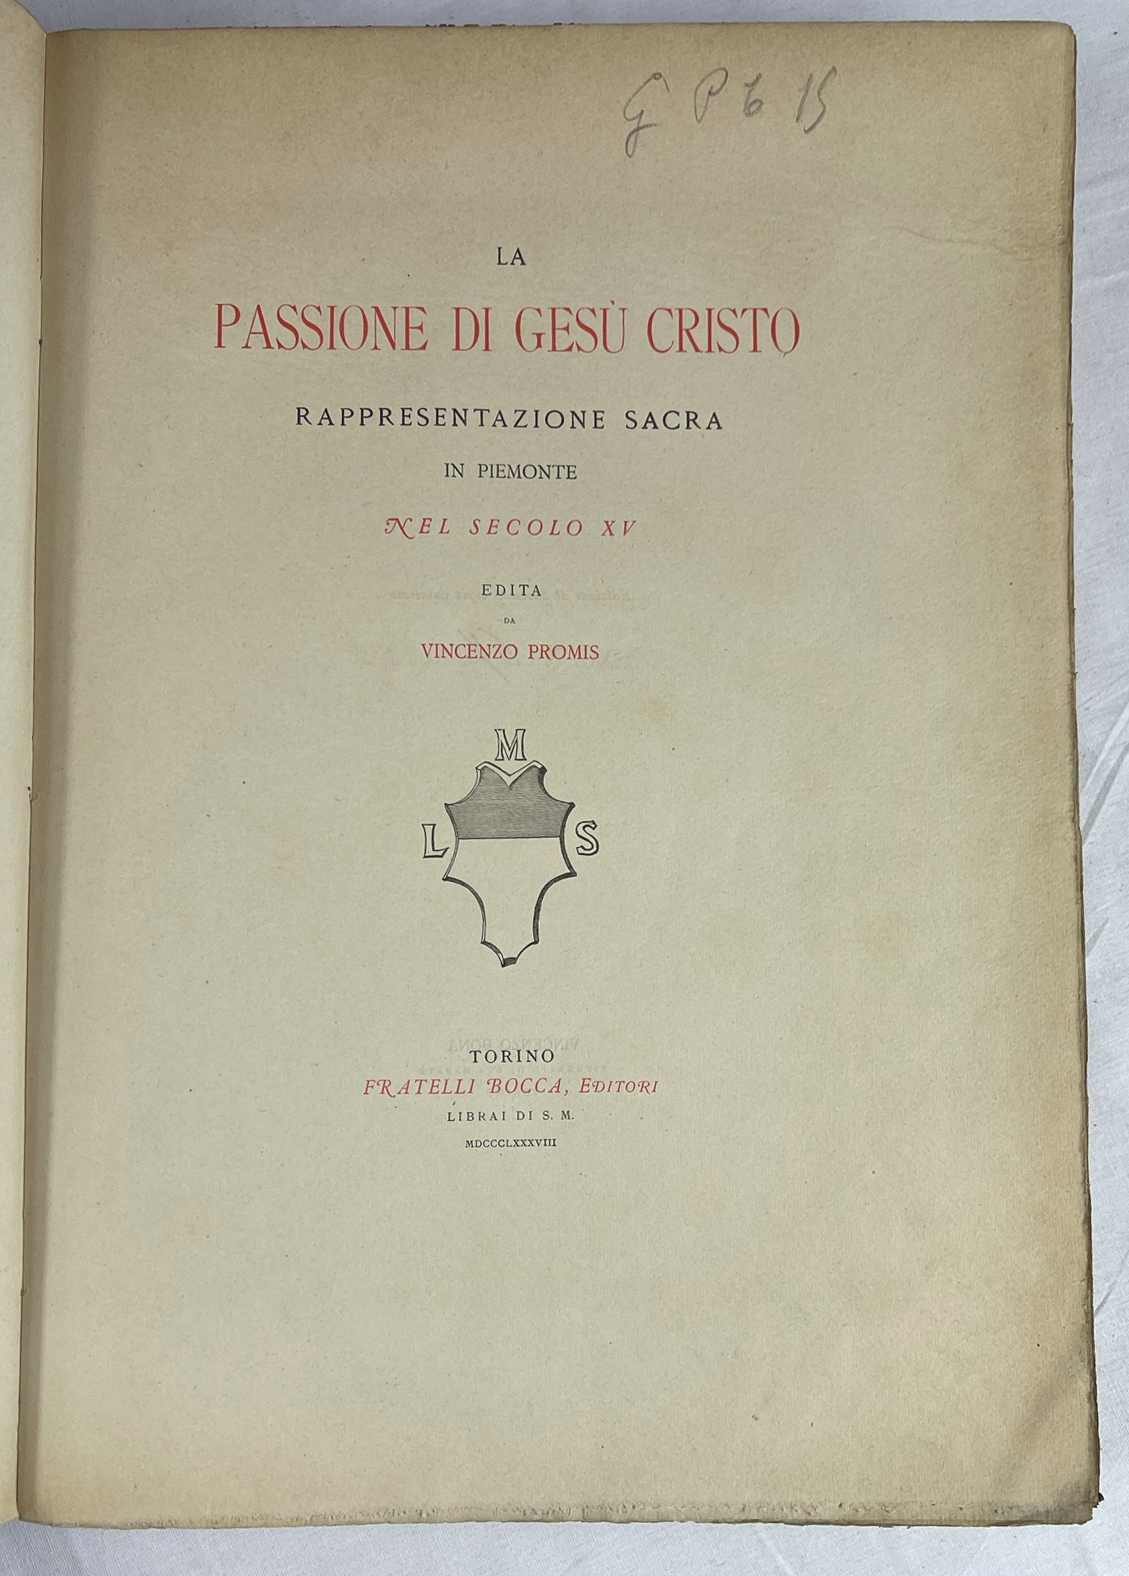 G P 6 15
LA
PASSIONE DI GESÙ CRISTO
RAPPRESENTAZIONE SACRA
IN PIEMONTE
NEL SECOLO XV
EDITA
DA
VINCENZO PROMIS
M
L S
TORINO
FRATELLI BOCCA, EDITORI
LIBRAI DI S. M.
MDCCCLXXXVIII